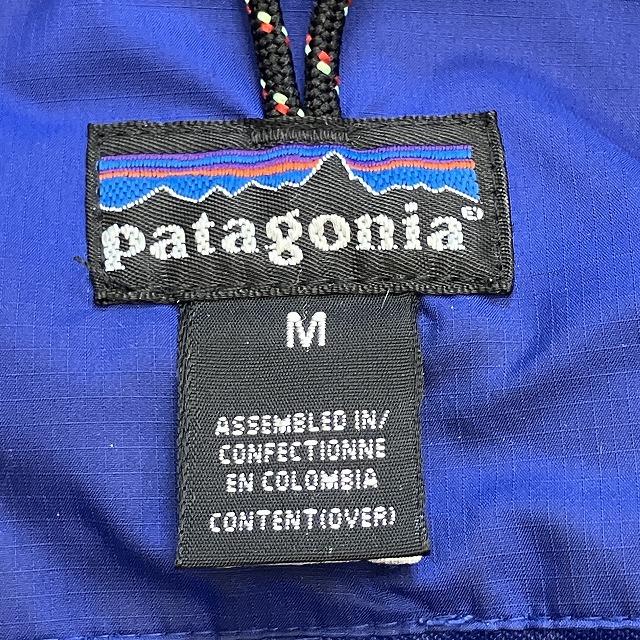 patagonia®
M
ASSEMBLED IN/
CONFECTIONNE
EN COLOMBIA
CONTENT(OVER)